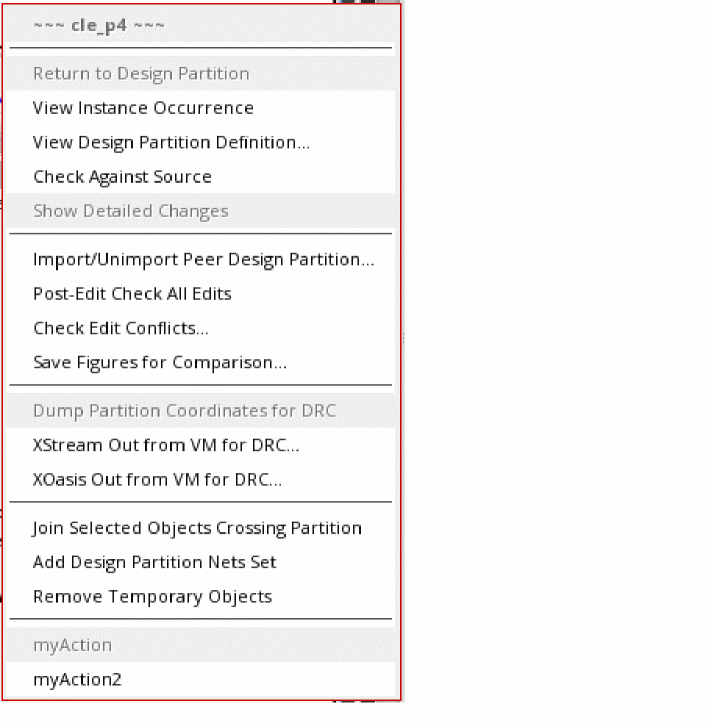 ~~~ cle_p4 ~~~
Return to Design Partition
View Instance Occurrence
View Design Partition Definition...
Check Against Source
Show Detailed Changes
Import/Unimport Peer Design Partition...
Post-Edit Check All Edits
Check Edit Conflicts...
Save Figures for Comparison...
Dump Partition Coordinates for DRC
XStream Out from VM for DRC...
XOasis Out from VM for DRC...
Join Selected Objects Crossing Partition
Add Design Partition Nets Set
Remove Temporary Objects
myAction
myAction2